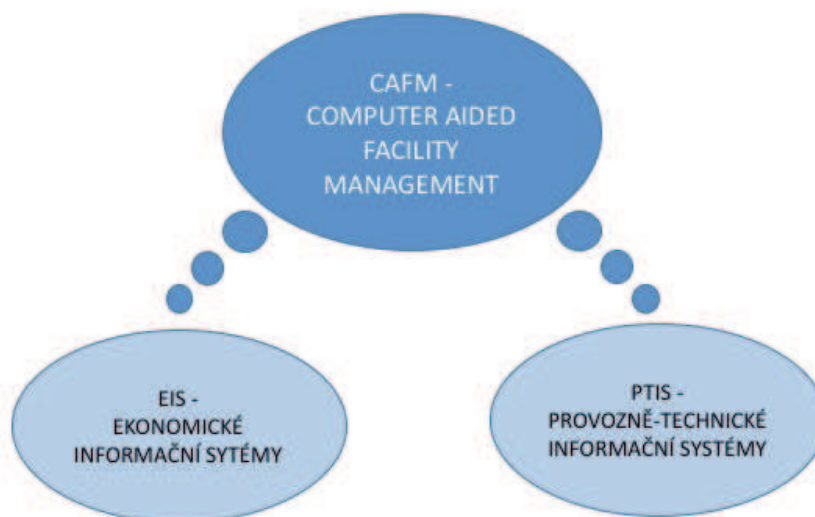 CAFM -
COMPUTER AIDED
FACILITY
MANAGEMENT
EIS -
EKONOMICKÉ
INFORMAČNÍ SYTÉMY
PTIS -
PROVOZNĚ-TECHNICKÉ
INFORMAČNÍ SYSTÉMY